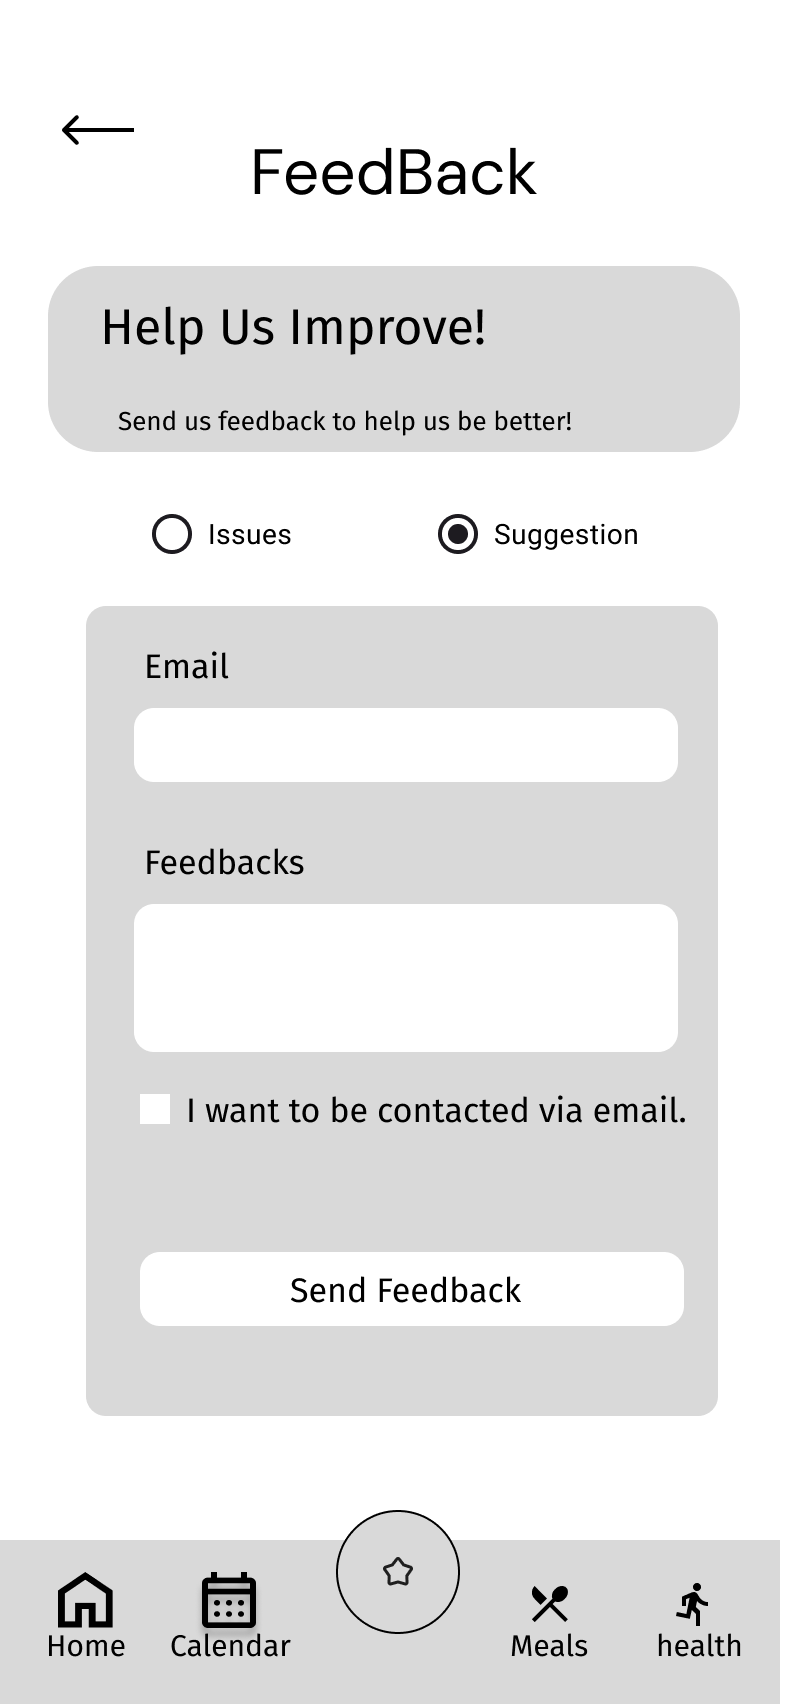 FeedBack
Help Us Improve!
Send us feedback to help us be better!
Issues
Suggestion
Email
Feedbacks
I want to be contacted via email.
Send Feedback
Home
Calendar
Meals
health